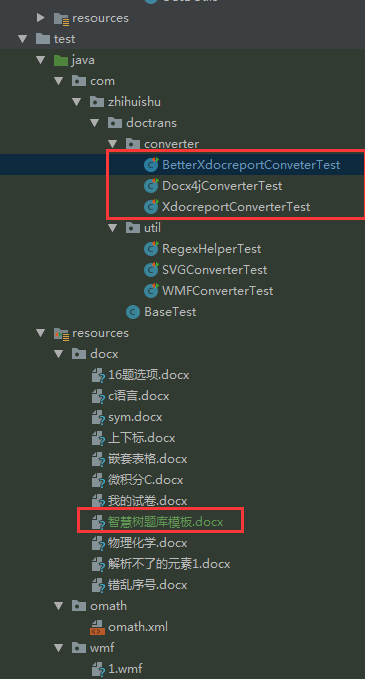 resources
test
java
com
zhihuishu
doctrans
converter
BetterXdocreportConveterTest
Docx4jConverterTest
XdocreportConverterTest
util
RegexHelperTest
SVGConverterTest
WMFConverterTest
BaseTest
resources
docx
16题选项.docx
c语言.docx
sym.docx
上下标.docx
嵌套表格.docx
微积分C.docx
我的试卷.docx
智慧树题库模板.docx
物理化学.docx
解析不了的元素1.docx
错乱序号.docx
omath
omath.xml
wmf
1.wmf